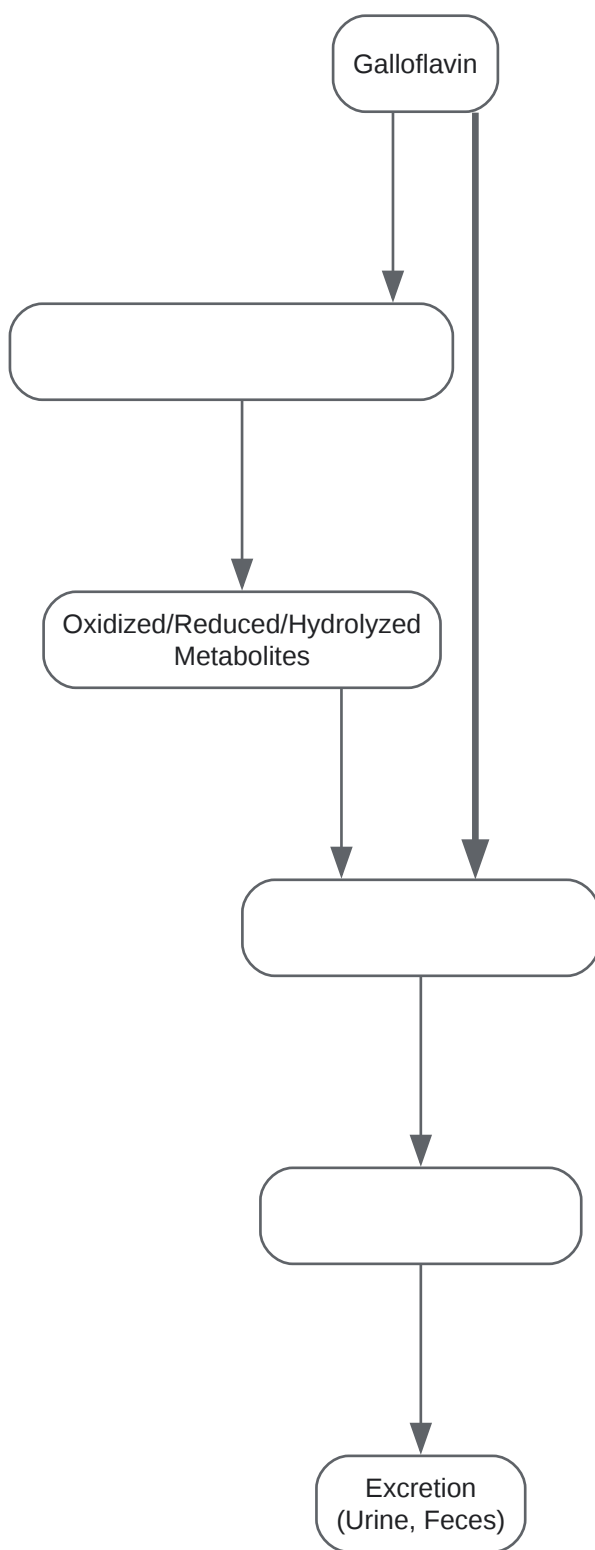 Galloflavin
Oxidized/Reduced/Hydrolyzed
Metabolites
Excretion
(Urine, Feces)